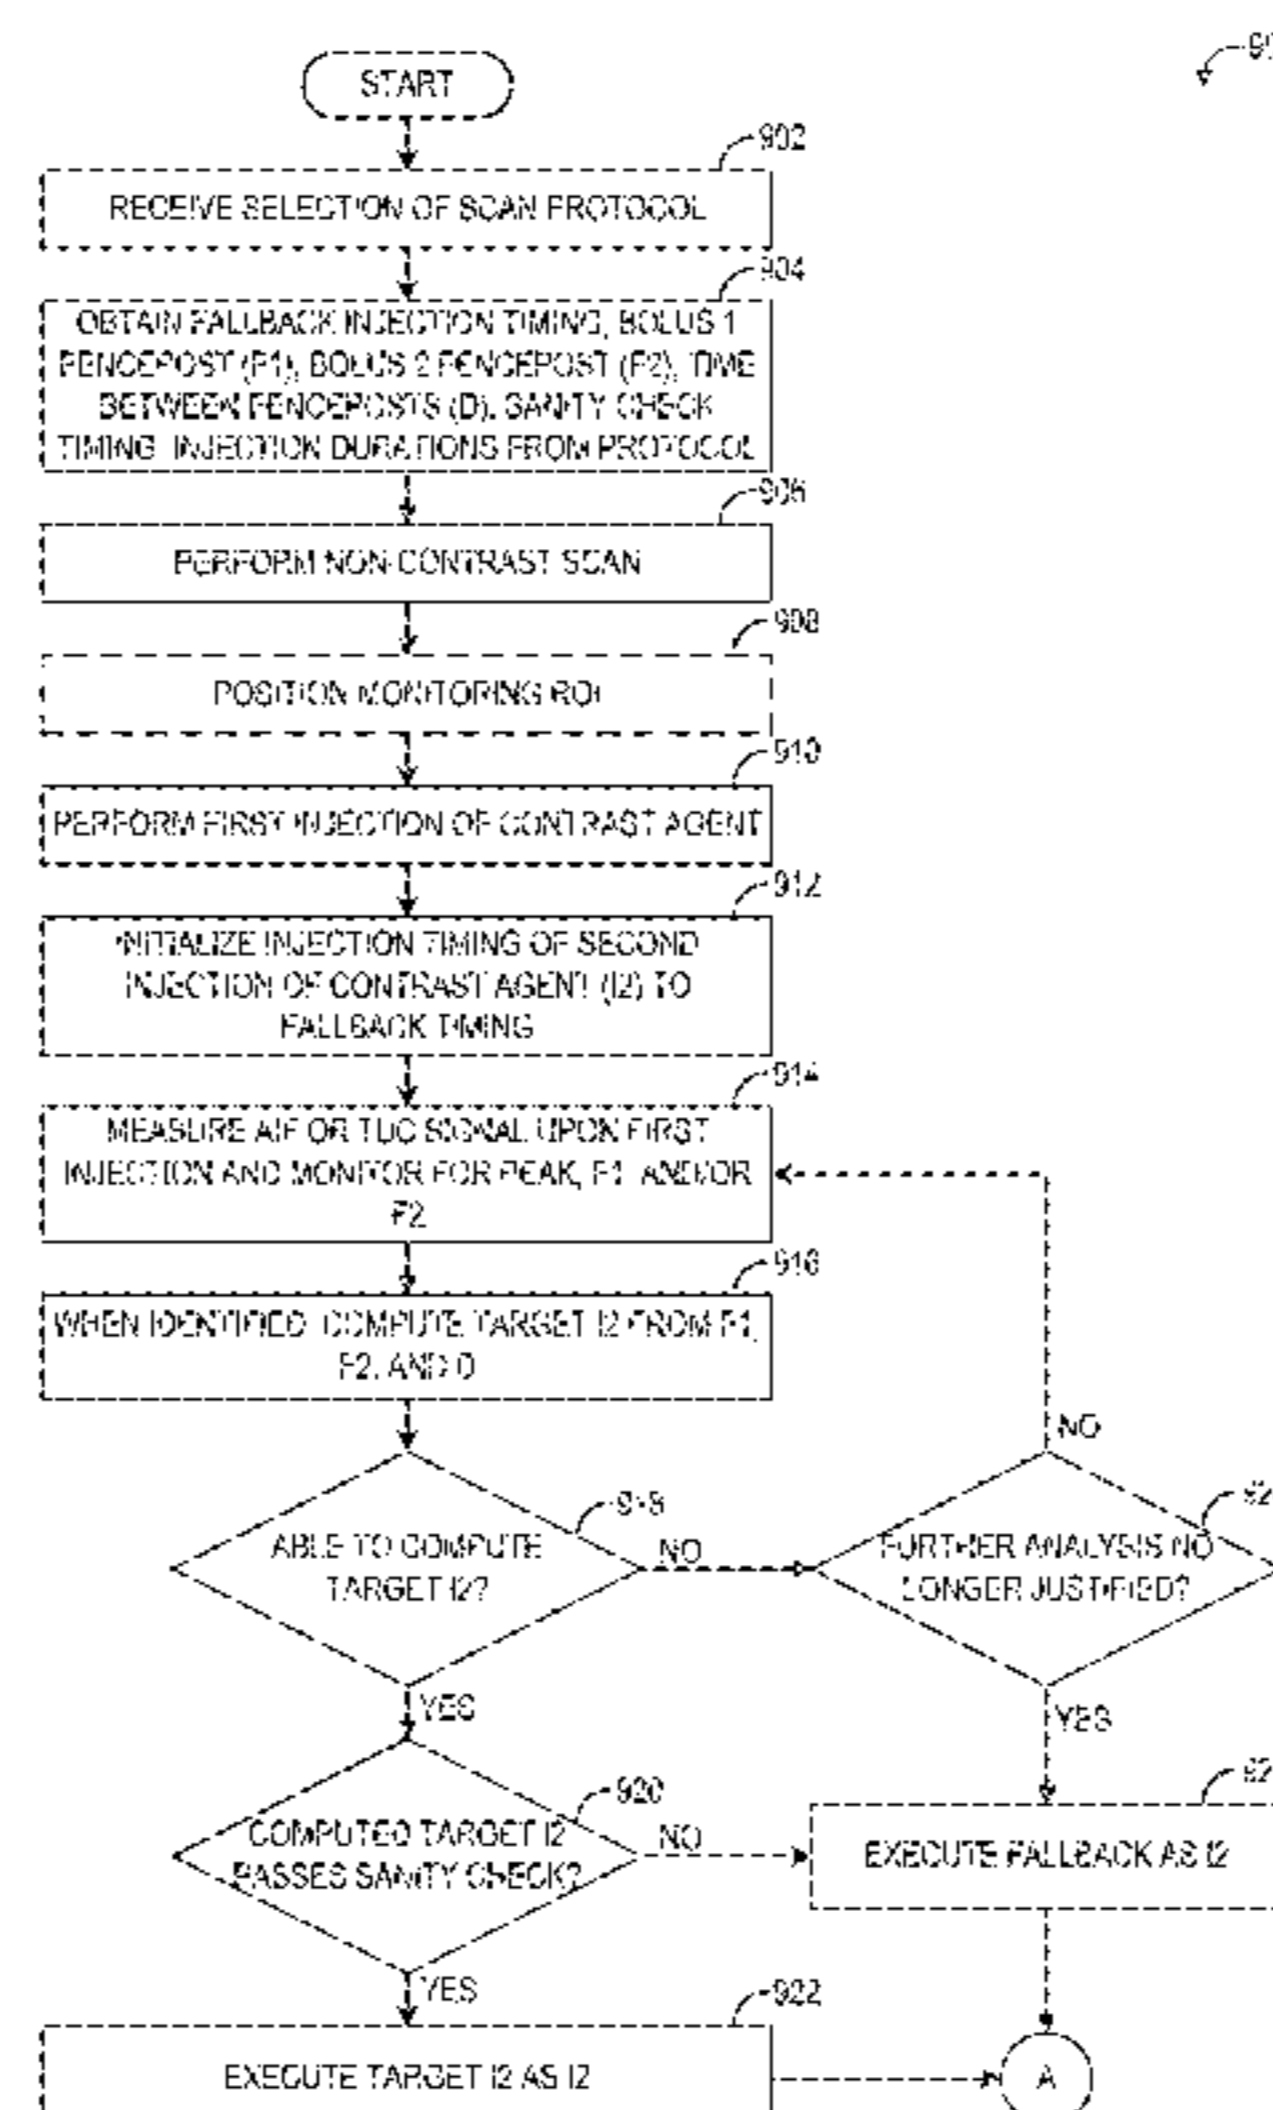 START
902
RECEIVE SELECTION OF SCAN PROTOCOL
904
OBTAIN FALLBACK INJECTION TIMING, BOLUS 1
FENCEPOST (F1), BOLUS 2 FENCEPOST (F2), TIME
BETWEEN FENCEPOSTS (D), SANITY CHECK
TIMING, INJECTION DURATIONS FROM PROTOCOL
906
PERFORM NON-CONTRAST SCAN
908
POSITION MONITORING ROI
910
PERFORM FIRST INJECTION OF CONTRAST AGENT
912
INITIALIZE INJECTION TIMING OF SECOND
INJECTION OF CONTRAST AGENT (I2) TO
FALLBACK TIMING
914
MEASURE AIF OR TUC SIGNAL UPON FIRST
INJECTION AND MONITOR FOR PEAK, F1, AND/OR
F2
916
WHEN IDENTIFIED, COMPUTE TARGET I2 FROM F1,
F2, AND D
918
ABLE TO COMPUTE
TARGET I2?
NO
FURTHER ANALYSIS NO
LONGER JUSTIFIED?
NO
YES
YES
920
COMPUTED TARGET I2
PASSES SANITY CHECK?
NO
EXECUTE FALLBACK AS I2
YES
922
EXECUTE TARGET I2 AS I2
A